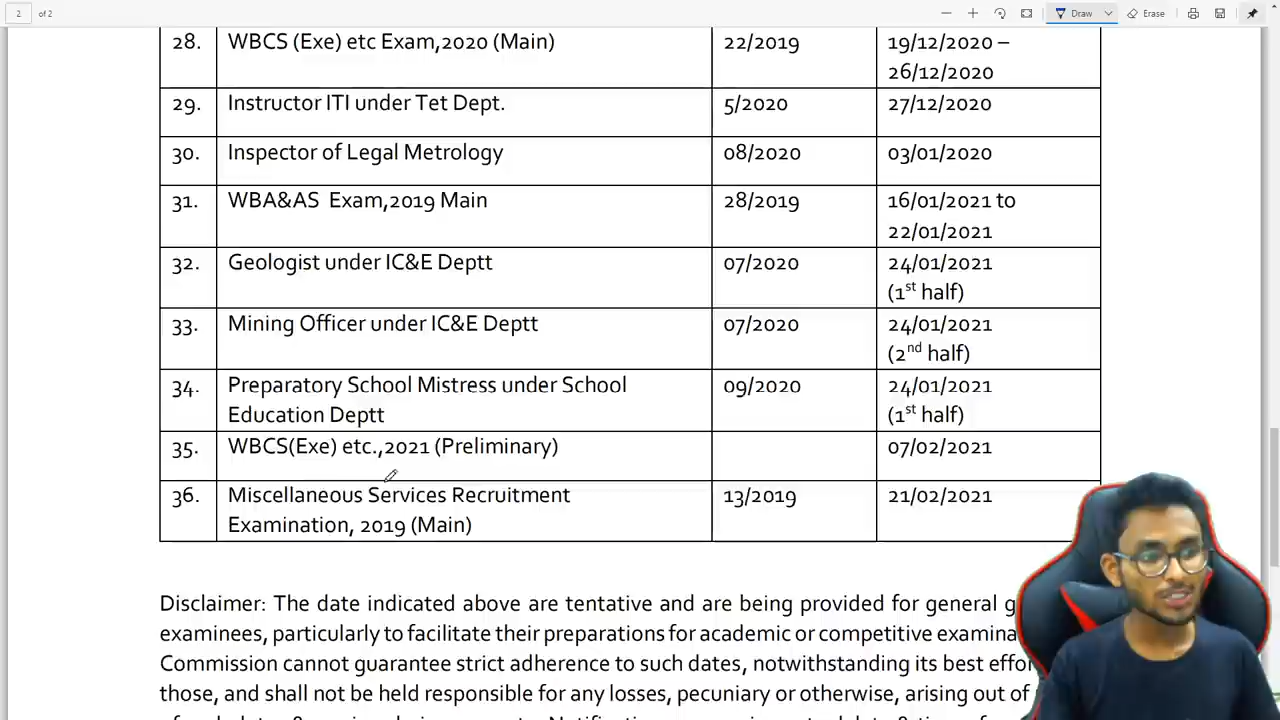 2 of 2 Draw Erase
28. WBCS (Exe) etc Exam,2020 (Main) 22/2019 19/12/2020 –
26/12/2020
29. Instructor ITI under Tet Dept. 5/2020 27/12/2020
30. Inspector of Legal Metrology 08/2020 03/01/2020
31. WBA&AS Exam,2019 Main 28/2019 16/01/2021 to
22/01/2021
32. Geologist under IC&E Deptt 07/2020 24/01/2021
(1st half)
33. Mining Officer under IC&E Deptt 07/2020 24/01/2021
(2nd half)
34. Preparatory School Mistress under School 09/2020 24/01/2021
Education Deptt (1st half)
35. WBCS(Exe) etc.,2021 (Preliminary) 07/02/2021
36. Miscellaneous Services Recruitment 13/2019 21/02/2021
Examination, 2019 (Main)
Disclaimer: The date indicated above are tentative and are being provided for general
examinees, particularly to facilitate their preparations for academic or competitive
Commission cannot guarantee strict adherence to such dates, notwithstanding its best
those, and shall not be held responsible for any losses, pecuniary or otherwise, arising out of